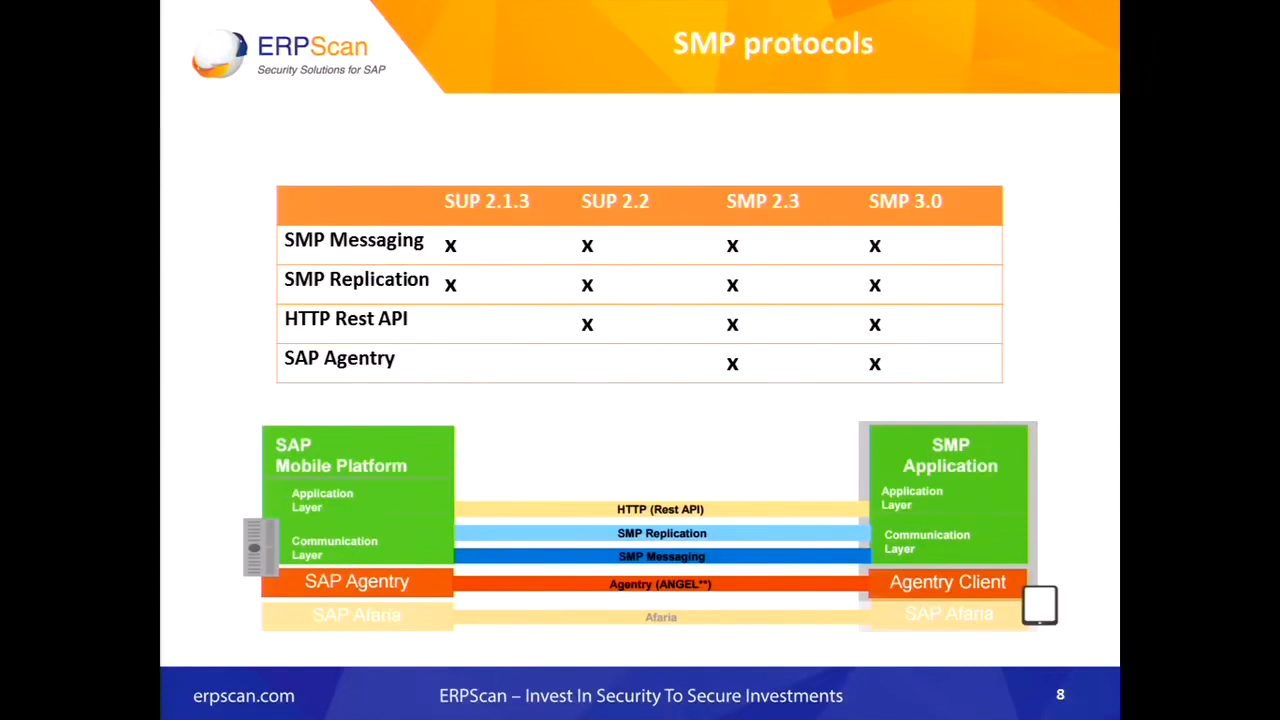 ERPScan
Security Solutions for SAP
SMP protocols
SUP 2.1.3 SUP 2.2 SMP 2.3 SMP 3.0
SMP Messaging x x x x
SMP Replication x x x x
HTTP Rest API x x x
SAP Agentry x x
SAP
Mobile Platform
Application
Layer
Communication
Layer
SAP Agentry
SAP Afaria
HTTP (Rest API)
SMP Replication
SMP Messaging
Agentry (ANGEL**)
Afaria
SMP
Application
Application
Layer
Communication
Layer
Agentry Client
SAP Afaria
erpscan.com
ERPScan – Invest In Security To Secure Investments
8